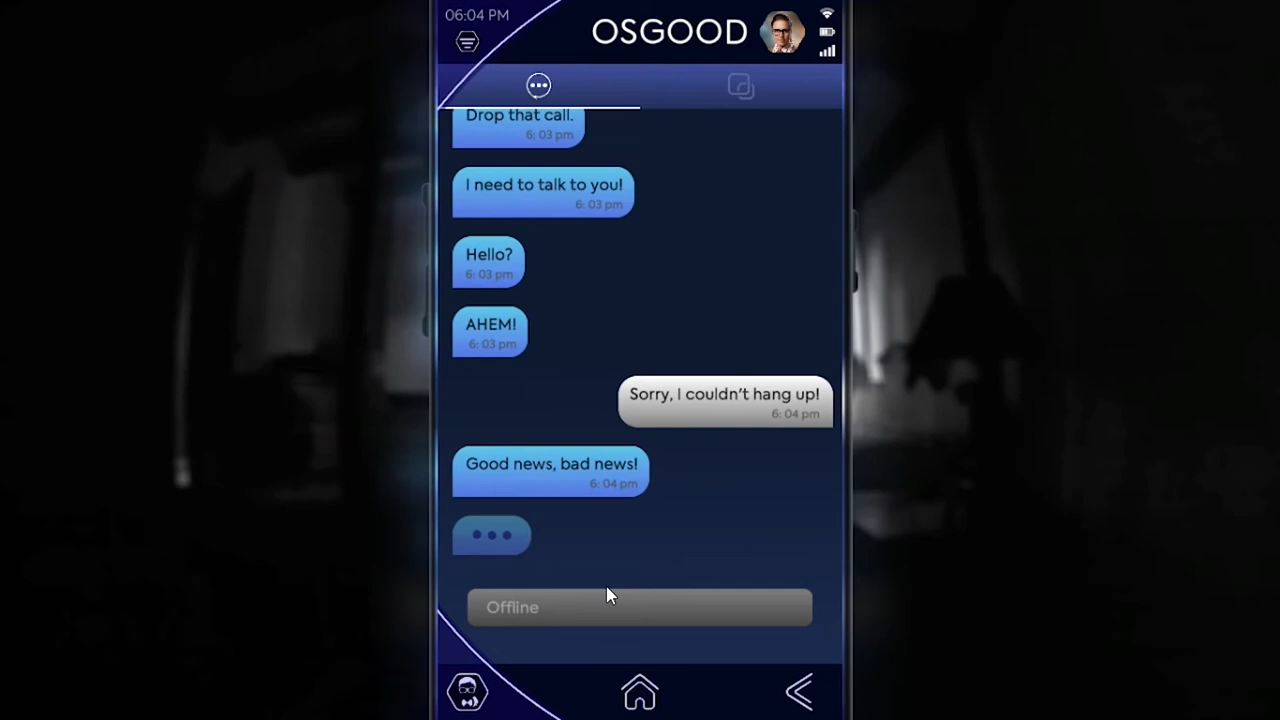 06:04 PM
OSGOOD
Drop that call.
6: 03 pm
I need to talk to you!
6: 03 pm
Hello?
6: 03 pm
AHEM!
6: 03 pm
Sorry, I couldn't hang up!
6: 04 pm
Good news, bad news!
6: 04 pm
Offline